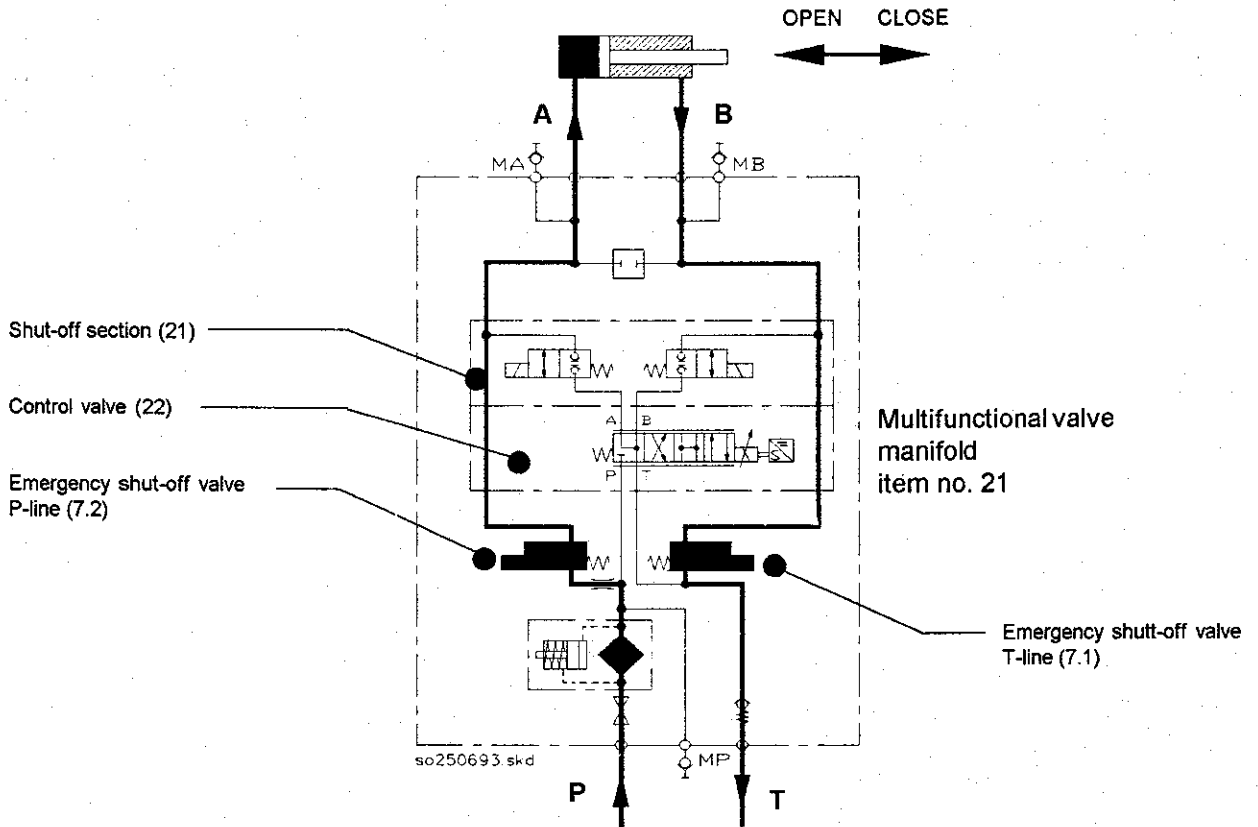 OPEN CLOSE
A
B
MA
MB
Shut-off section (21)
Control valve (22)
A B
P T
S
Multifunctional valve
manifold
item no. 21
Emergency shut-off valve
P-line (7.2)
Emergency shutt-off valve
T-line (7.1)
so250693.skd
MP
P
T